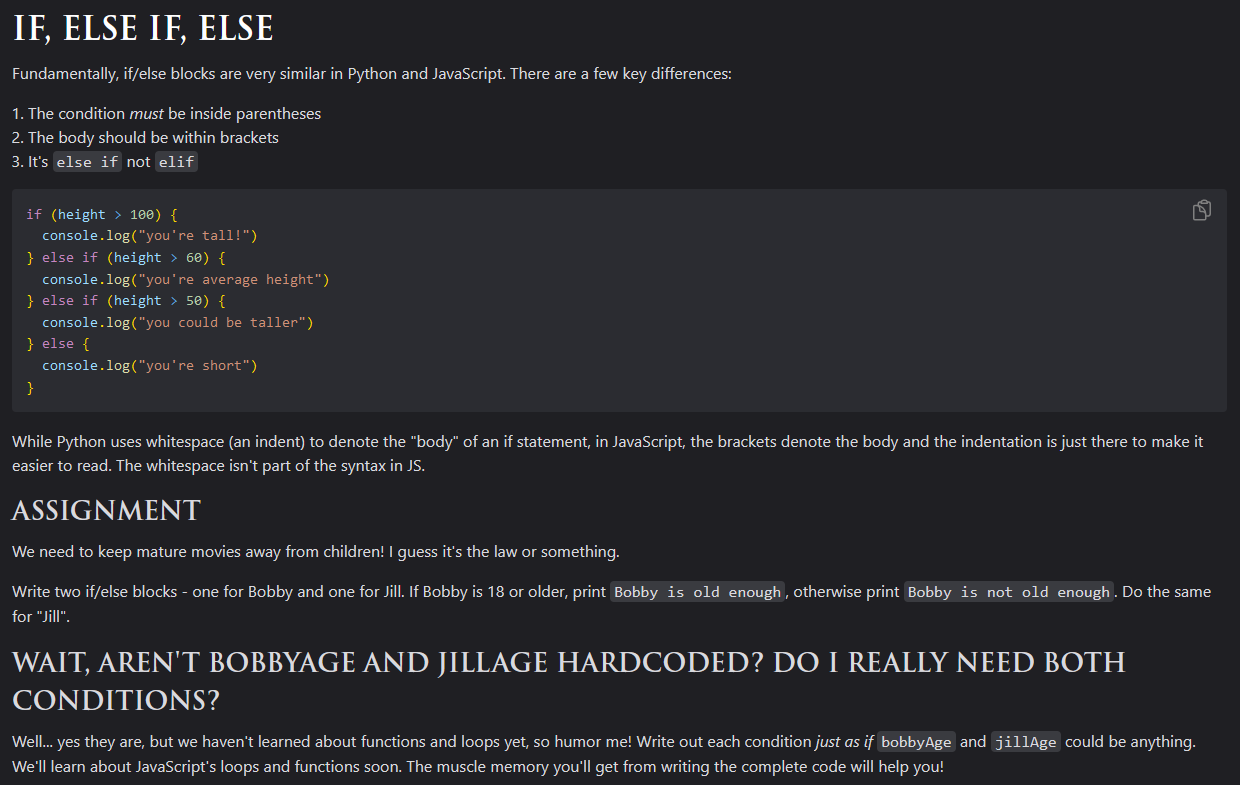 IF, ELSE IF, ELSE
Fundamentally, if/else blocks are very similar in Python and JavaScript. There are a few key differences:
1. The condition must be inside parentheses
2. The body should be within brackets
3. It's else if not elif
if (height > 100) {
  console.log("you're tall!")
} else if (height > 60) {
  console.log("you're average height")
} else if (height > 50) {
  console.log("you could be taller")
} else {
  console.log("you're short")
}
While Python uses whitespace (an indent) to denote the "body" of an if statement, in JavaScript, the brackets denote the body and the indentation is just there to make it
easier to read. The whitespace isn't part of the syntax in JS.
ASSIGNMENT
We need to keep mature movies away from children! I guess it's the law or something.
Write two if/else blocks - one for Bobby and one for Jill. If Bobby is 18 or older, print Bobby is old enough, otherwise print Bobby is not old enough. Do the same
for "Jill".
WAIT, AREN'T BOBBYAGE AND JILLAGE HARDCODED? DO I REALLY NEED BOTH
CONDITIONS?
Well... yes they are, but we haven't learned about functions and loops yet, so humor me! Write out each condition just as if bobbyAge and jillAge could be anything.
We'll learn about JavaScript's loops and functions soon. The muscle memory you'll get from writing the complete code will help you!